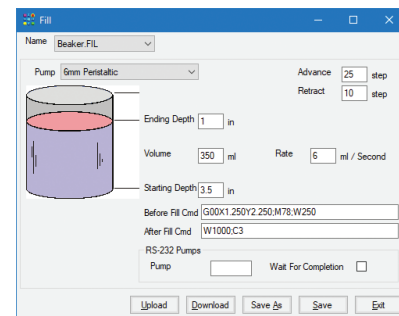 Fill
Name Beaker.FIL
Pump 6mm Peristaltic
Advance 25 step
Retract 10 step
Ending Depth 1 in
Volume 350 ml Rate 6 ml / Second
Starting Depth 3.5 in
Before Fill Cmd G00X1.250Y2.250;M78;W250
After Fill Cmd W1000;C3
RS-232 Pumps
Pump Wait For Completion
Upload Download Save As Save Exit